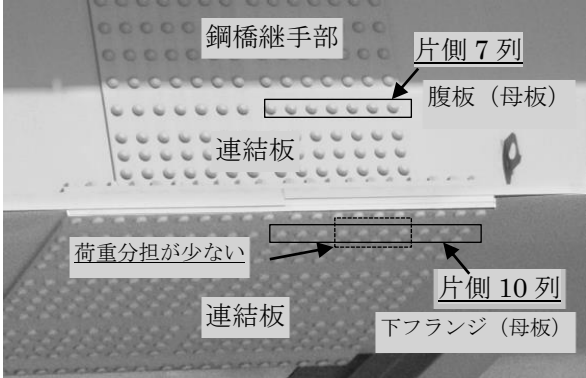 鋼橋継手部
片側 7 列
腹板（母板）
連結板
荷重分担が少ない
片側 10 列
連結板
下フランジ（母板）